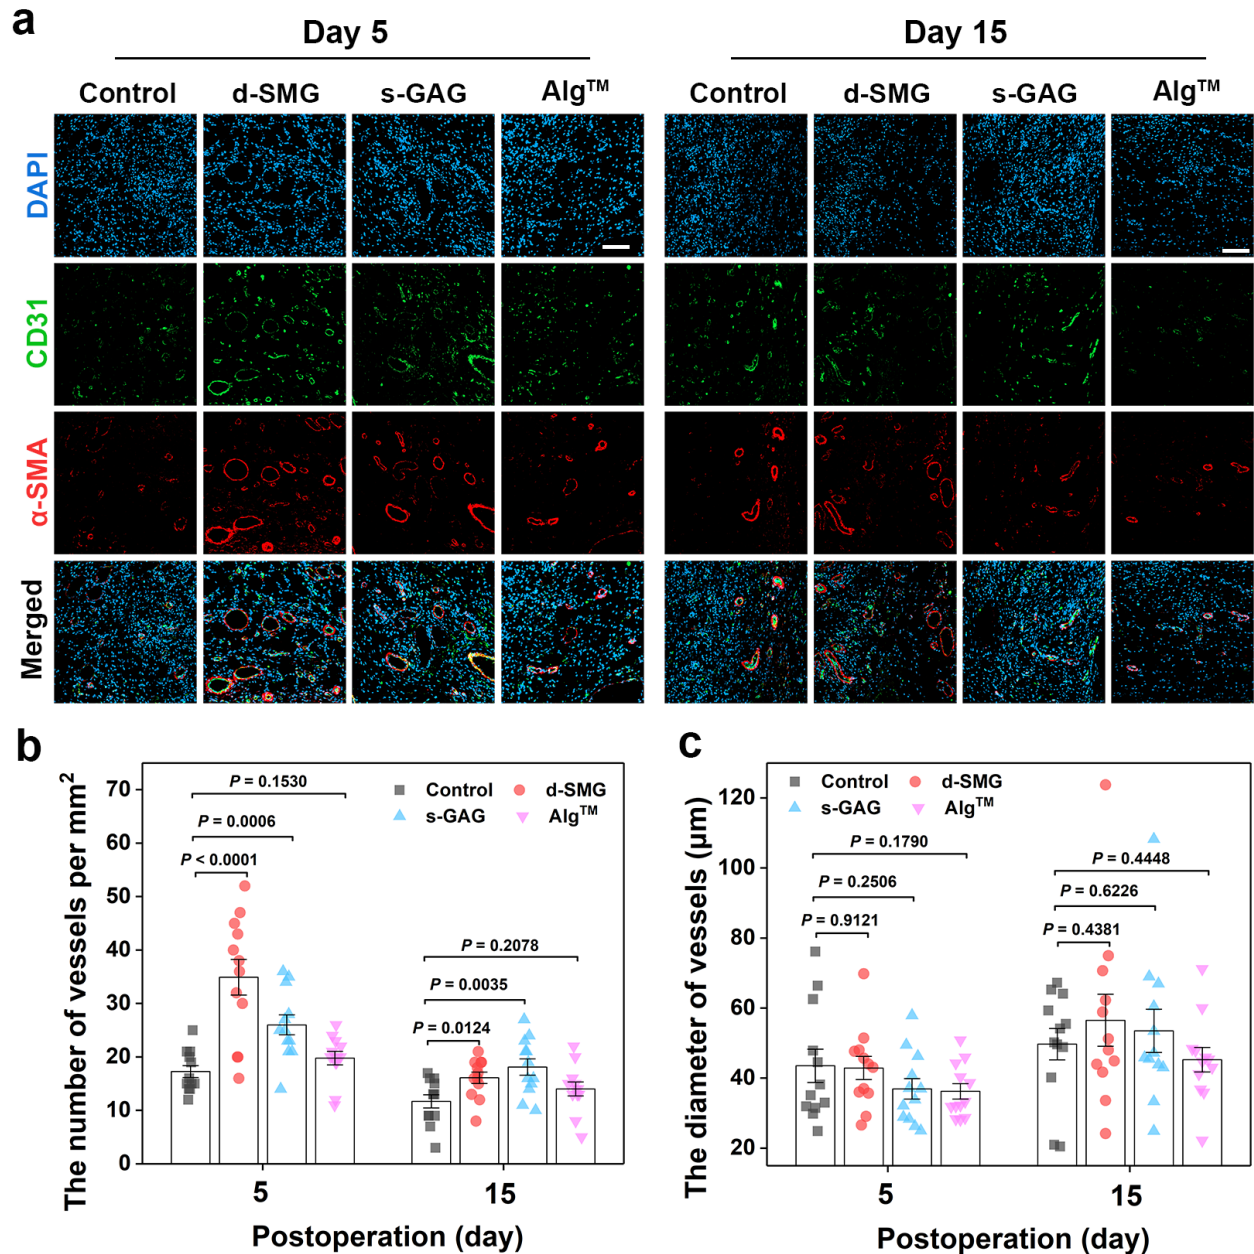 a
Day 5
Day 15
Control
d-SMG
s-GAG
Alg™
Control
d-SMG
s-GAG
Alg™
DAPI
CD31
α-SMA
Merged
b
The number of vessels per mm²
70
60
50
40
30
20
10
0
P = 0.1530
P = 0.0006
P < 0.0001
Control
d-SMG
s-GAG
Alg™
P = 0.2078
P = 0.0035
P = 0.0124
5
15
Postoperation (day)
c
The diameter of vessels (μm)
120
100
80
60
40
20
Control
d-SMG
s-GAG
Alg™
P = 0.1790
P = 0.2506
P = 0.9121
P = 0.4448
P = 0.6226
P = 0.4381
5
15
Postoperation (day)